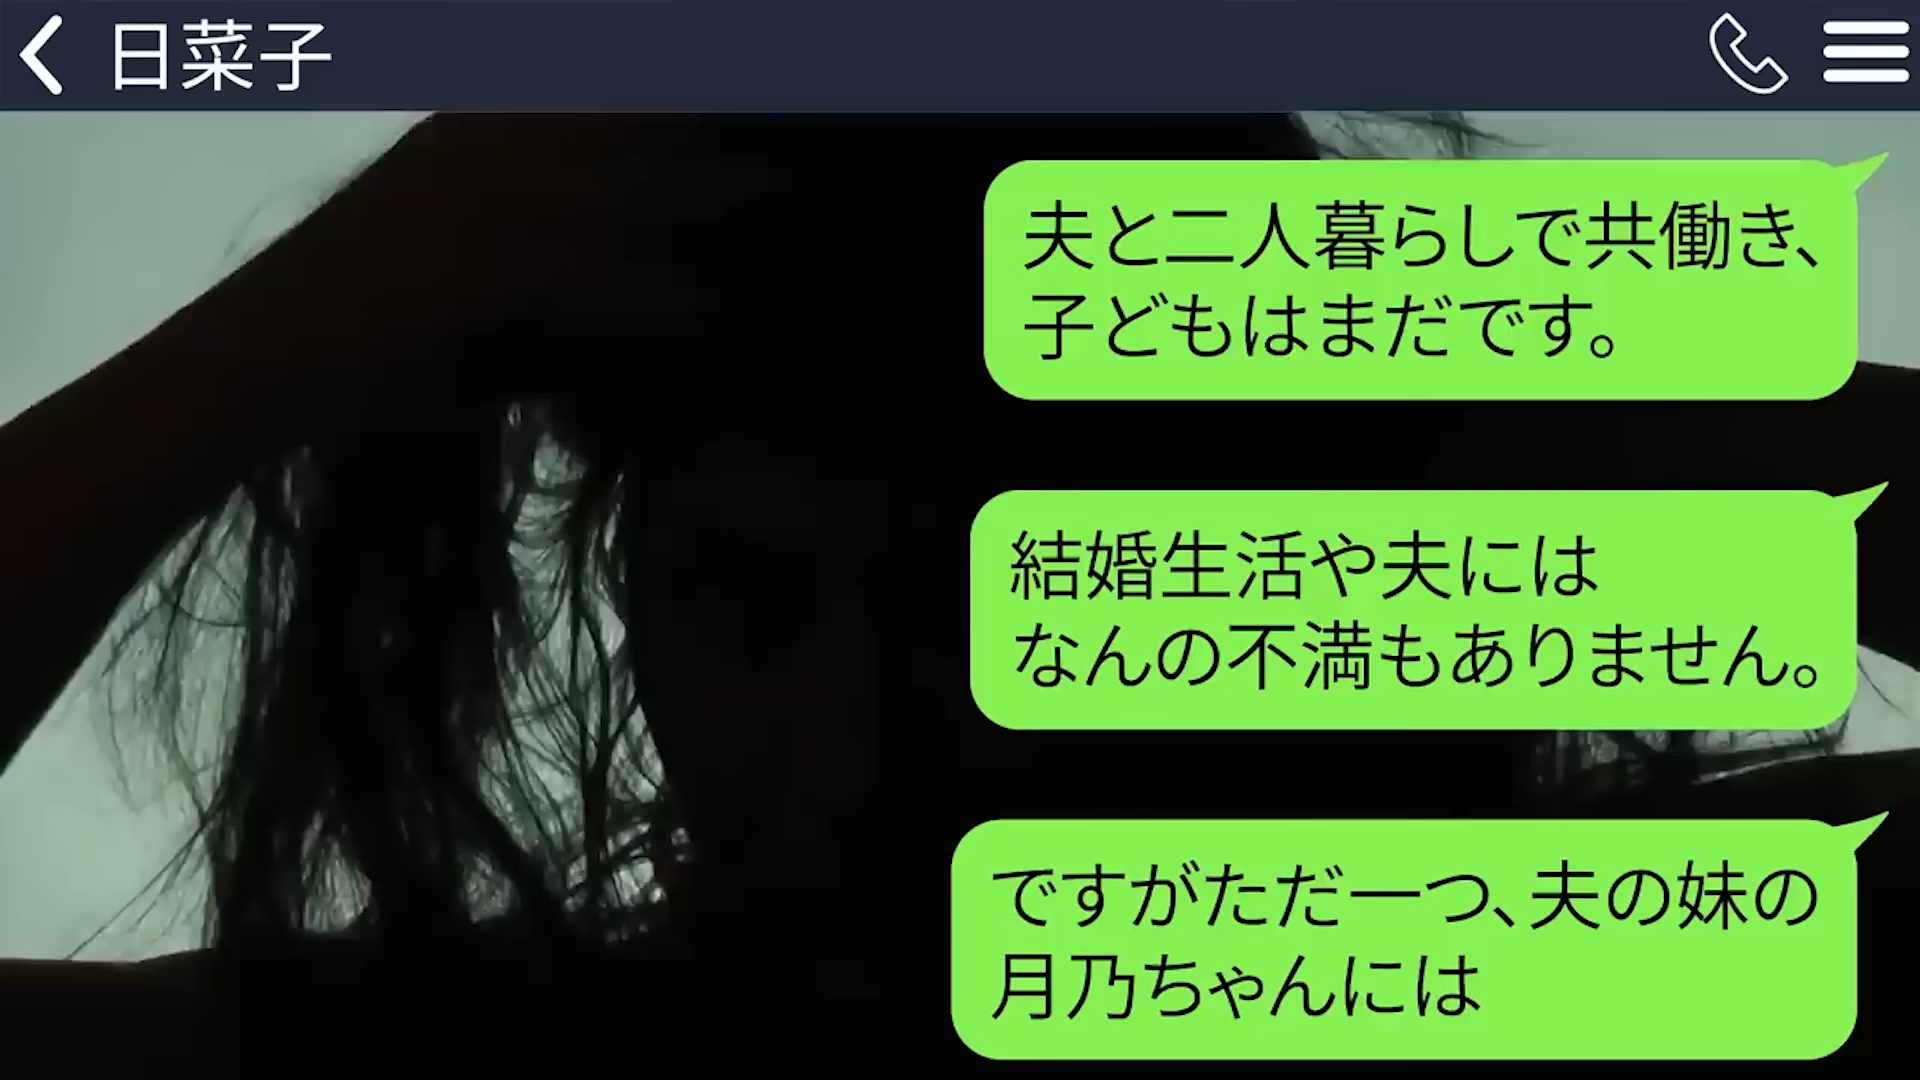 日菜子
夫と二人暮らしで共働き、
子どもはまだです。
結婚生活や夫には
なんの不満もありません。
ですがただ一つ、夫の妹の
月乃ちゃんには